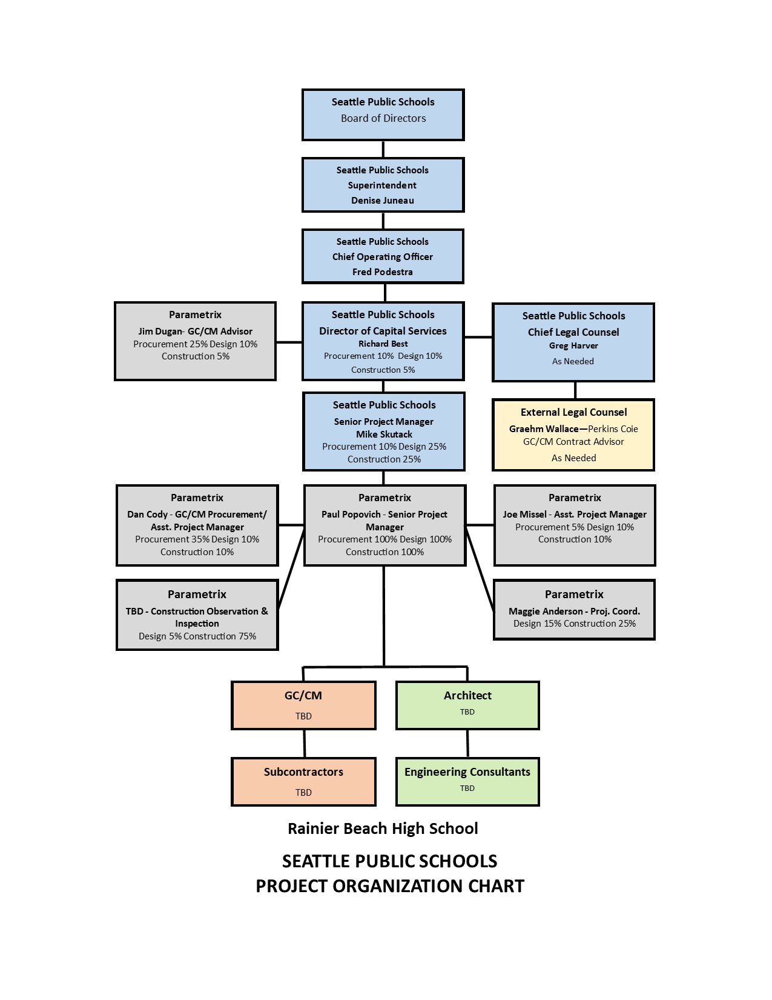 Seattle Public Schools
Board of Directors
Seattle Public Schools
Superintendent
Denise Juneau
Seattle Public Schools
Chief Operating Officer
Fred Podestra
Parametrix
Jim Dugan- GC/CM Advisor
Procurement 25% Design 10%
Construction 5%
Seattle Public Schools
Director of Capital Services
Richard Best
Procurement 10% Design 10%
Construction 5%
Seattle Public Schools
Chief Legal Counsel
Greg Harver
As Needed
Seattle Public Schools
Senior Project Manager
Mike Skutack
Procurement 10% Design 25%
Construction 25%
External Legal Counsel
Graehm Wallace—Perkins Coie
GC/CM Contract Advisor
As Needed
Parametrix
Dan Cody - GC/CM Procurement/
Asst. Project Manager
Procurement 35% Design 10%
Construction 10%
Parametrix
Paul Popovich - Senior Project
Manager
Procurement 100% Design 100%
Construction 100%
Parametrix
Joe Missel - Asst. Project Manager
Procurement 5% Design 10%
Construction 10%
Parametrix
TBD - Construction Observation &
Inspection
Design 5% Construction 75%
Parametrix
Maggie Anderson - Proj. Coord.
Design 15% Construction 25%
GC/CM
TBD
Architect
TBD
Subcontractors
TBD
Engineering Consultants
TBD
Rainier Beach High School
SEATTLE PUBLIC SCHOOLS
PROJECT ORGANIZATION CHART